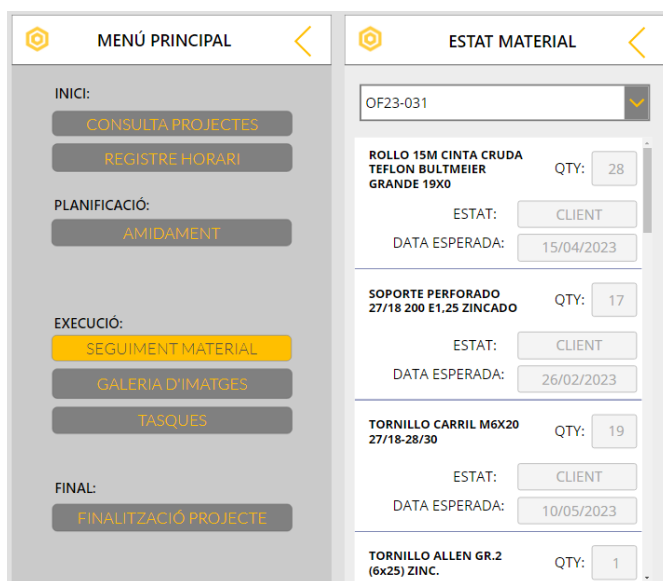 MENÚ PRINCIPAL
INICI:
CONSULTA PROJECTES
REGISTRE HORARI
PLANIFICACIÓ:
AMIDAMENT
EXECUCIÓ:
SEGUIMENT MATERIAL
GALERIA D'IMATGES
TASQUES
FINAL:
FINALITZACIÓ PROJECTE
ESTAT MATERIAL
OF23-031
ROLLO 15M CINTA CRUDA
TEFLON BULTMEIER
GRANDE 19X0
QTY: 28
ESTAT: CLIENT
DATA ESPERADA: 15/04/2023
SOPORTE PERFORADO
27/18 200 E1,25 ZINCADO
QTY: 17
ESTAT: CLIENT
DATA ESPERADA: 26/02/2023
TORNILLO CARRIL M6X20
27/18-28/30
QTY: 19
ESTAT: CLIENT
DATA ESPERADA: 10/05/2023
TORNILLO ALLEN GR.2
(6x25) ZINC.
QTY: 1